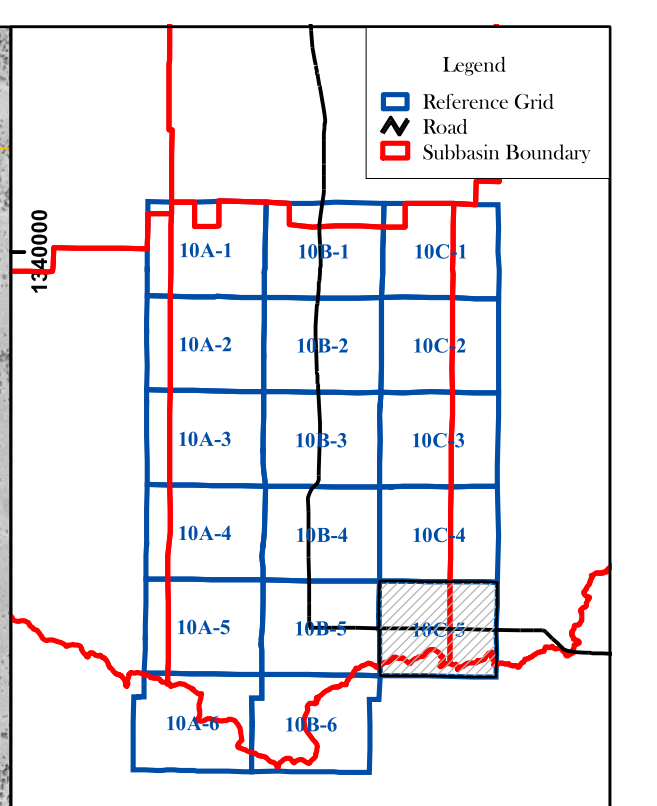 Legend
Reference Grid
Road
Subbasin Boundary
1340000
10A-1 10B-1 10C-1
10A-2 10B-2 10C-2
10A-3 10B-3 10C-3
10A-4 10B-4 10C-4
10A-5 10B-5 10C-5
10A-6 10B-6